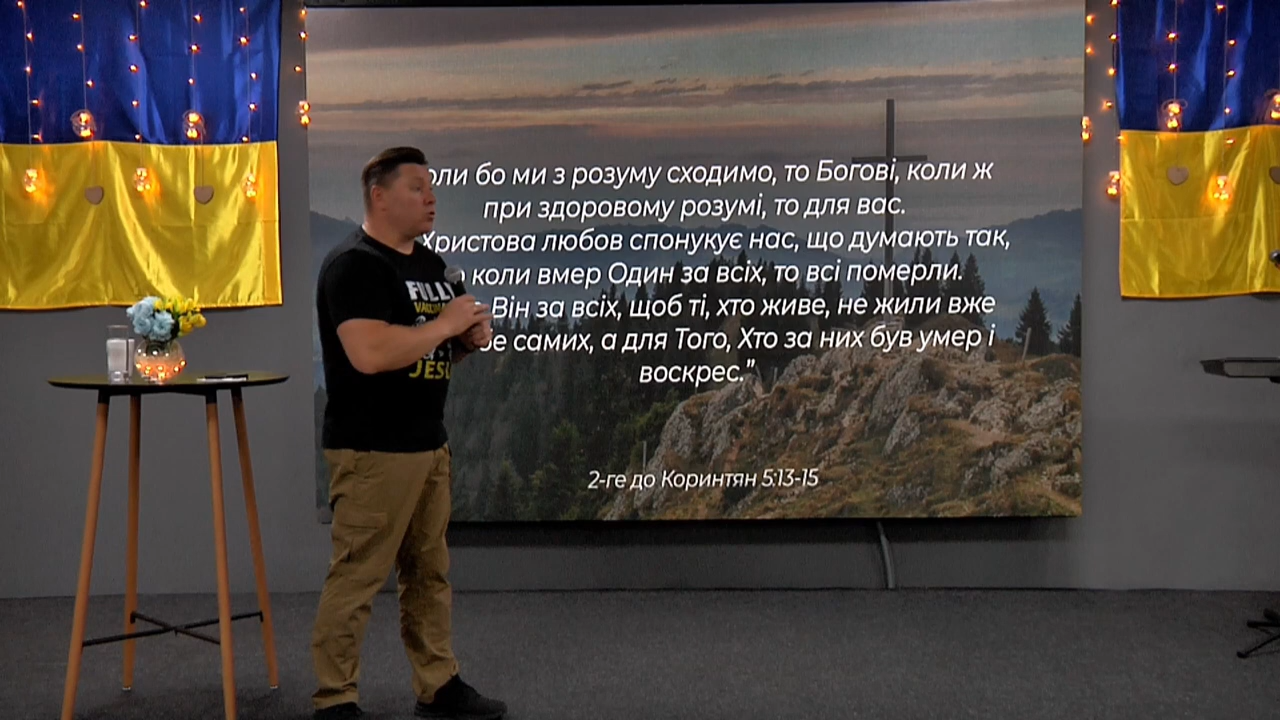 бо ми з розуму сходимо, то Богові, коли ж
при здоровому розумі, то для вас.
Христова любов спонукує нас, що думають так,
коли вмер Один за всіх, то всі померли.
Він за всіх, щоб ті, хто живе, не жили вже
самих, а для Того, Хто за них був умер і
воскрес.”
2-ге до Коринтян 5:13-15
JESU